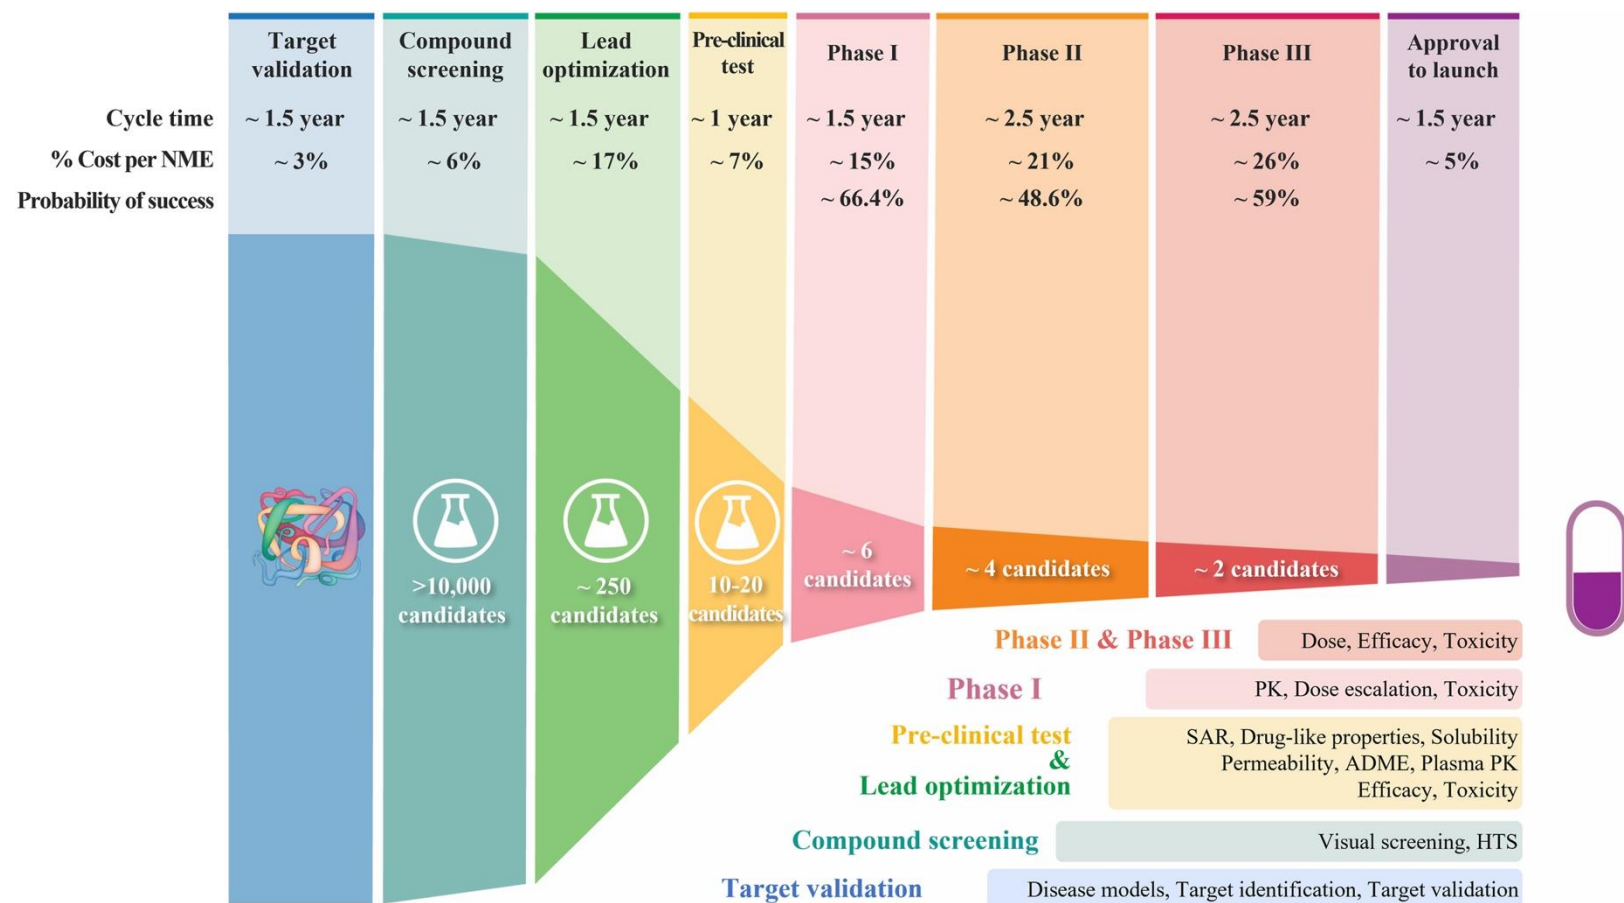 Target
validation
Compound
screening
Lead
optimization
Pre-clinical
test
Phase I
Phase II
Phase III
Approval
to launch
Cycle time ~ 1.5 year ~ 1.5 year ~ 1.5 year ~ 1 year ~ 1.5 year ~ 2.5 year ~ 2.5 year ~ 1.5 year
% Cost per NME ~ 3% ~ 6% ~ 17% ~ 7% ~ 15% ~ 21% ~ 26% ~ 5%
Probability of success ~ 66.4% ~ 48.6% ~ 59%
>10,000
candidates
~ 250
candidates
10-20
candidates
~ 6
candidates
~ 4 candidates
~ 2 candidates
Phase II & Phase III
Dose, Efficacy, Toxicity
Phase I
PK, Dose escalation, Toxicity
Pre-clinical test
&
Lead optimization
SAR, Drug-like properties, Solubility
Permeability, ADME, Plasma PK
Efficacy, Toxicity
Compound screening
Visual screening, HTS
Target validation
Disease models, Target identification, Target validation